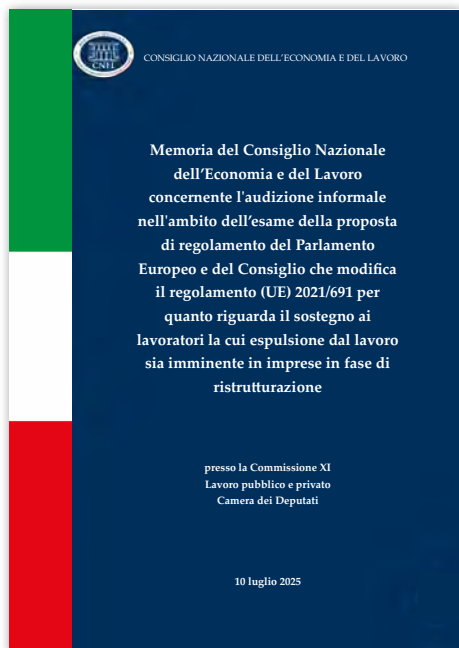 CNEL
CONSIGLIO NAZIONALE DELL'ECONOMIA E DEL LAVORO
Memoria del Consiglio Nazionale
dell'Economia e del Lavoro
concernente l'audizione informale
nell'ambito dell'esame della proposta
di regolamento del Parlamento
Europeo e del Consiglio che modifica
il regolamento (UE) 2021/691 per
quanto riguarda il sostegno ai
lavoratori la cui espulsione dal lavoro
sia imminente in imprese in fase di
ristrutturazione
presso la Commissione XI
Lavoro pubblico e privato
Camera dei Deputati
10 luglio 2025